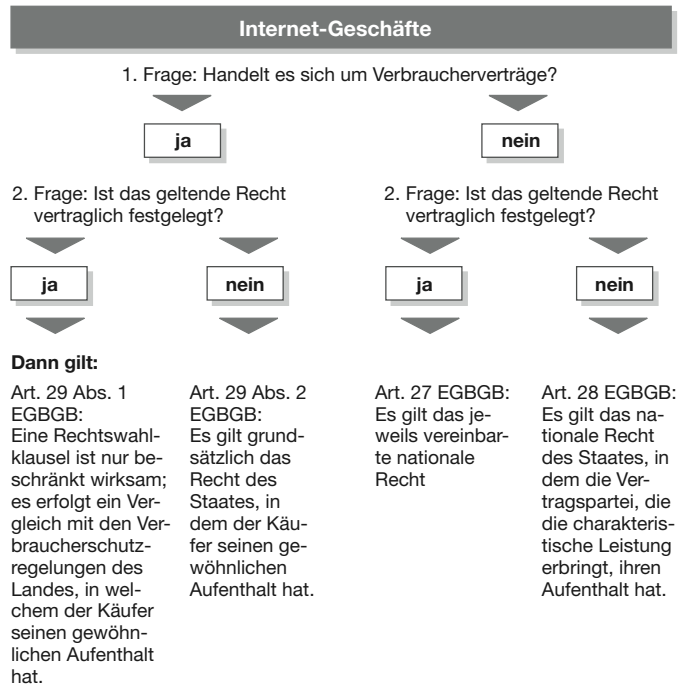 Internet-Geschäfte
1. Frage: Handelt es sich um Verbraucherverträge?
ja
nein
2. Frage: Ist das geltende Recht
vertraglich festgelegt?
2. Frage: Ist das geltende Recht
vertraglich festgelegt?
ja
nein
ja
nein
Dann gilt:
Art. 29 Abs. 1
EGBGB:
Eine Rechtswahl-
klausel ist nur be-
schränkt wirksam;
es erfolgt ein Ver-
gleich mit den Ver-
braucherschutz-
regelungen des
Landes, in wel-
chem der Käufer
seinen gewöhn-
lichen Aufenthalt
hat.
Art. 29 Abs. 2
EGBGB:
Es gilt grund-
sätzlich das
Recht des
Staates, in
dem der Käu-
fer seinen ge-
wöhnlichen
Aufenthalt hat.
Art. 27 EGBGB:
Es gilt das je-
weils vereinbar-
te nationale
Recht
Art. 28 EGBGB:
Es gilt das na-
tionale Recht
des Staates, in
dem die Ver-
tragspartei, die
die charakteris-
tische Leistung
erbringt, ihren
Aufenthalt hat.